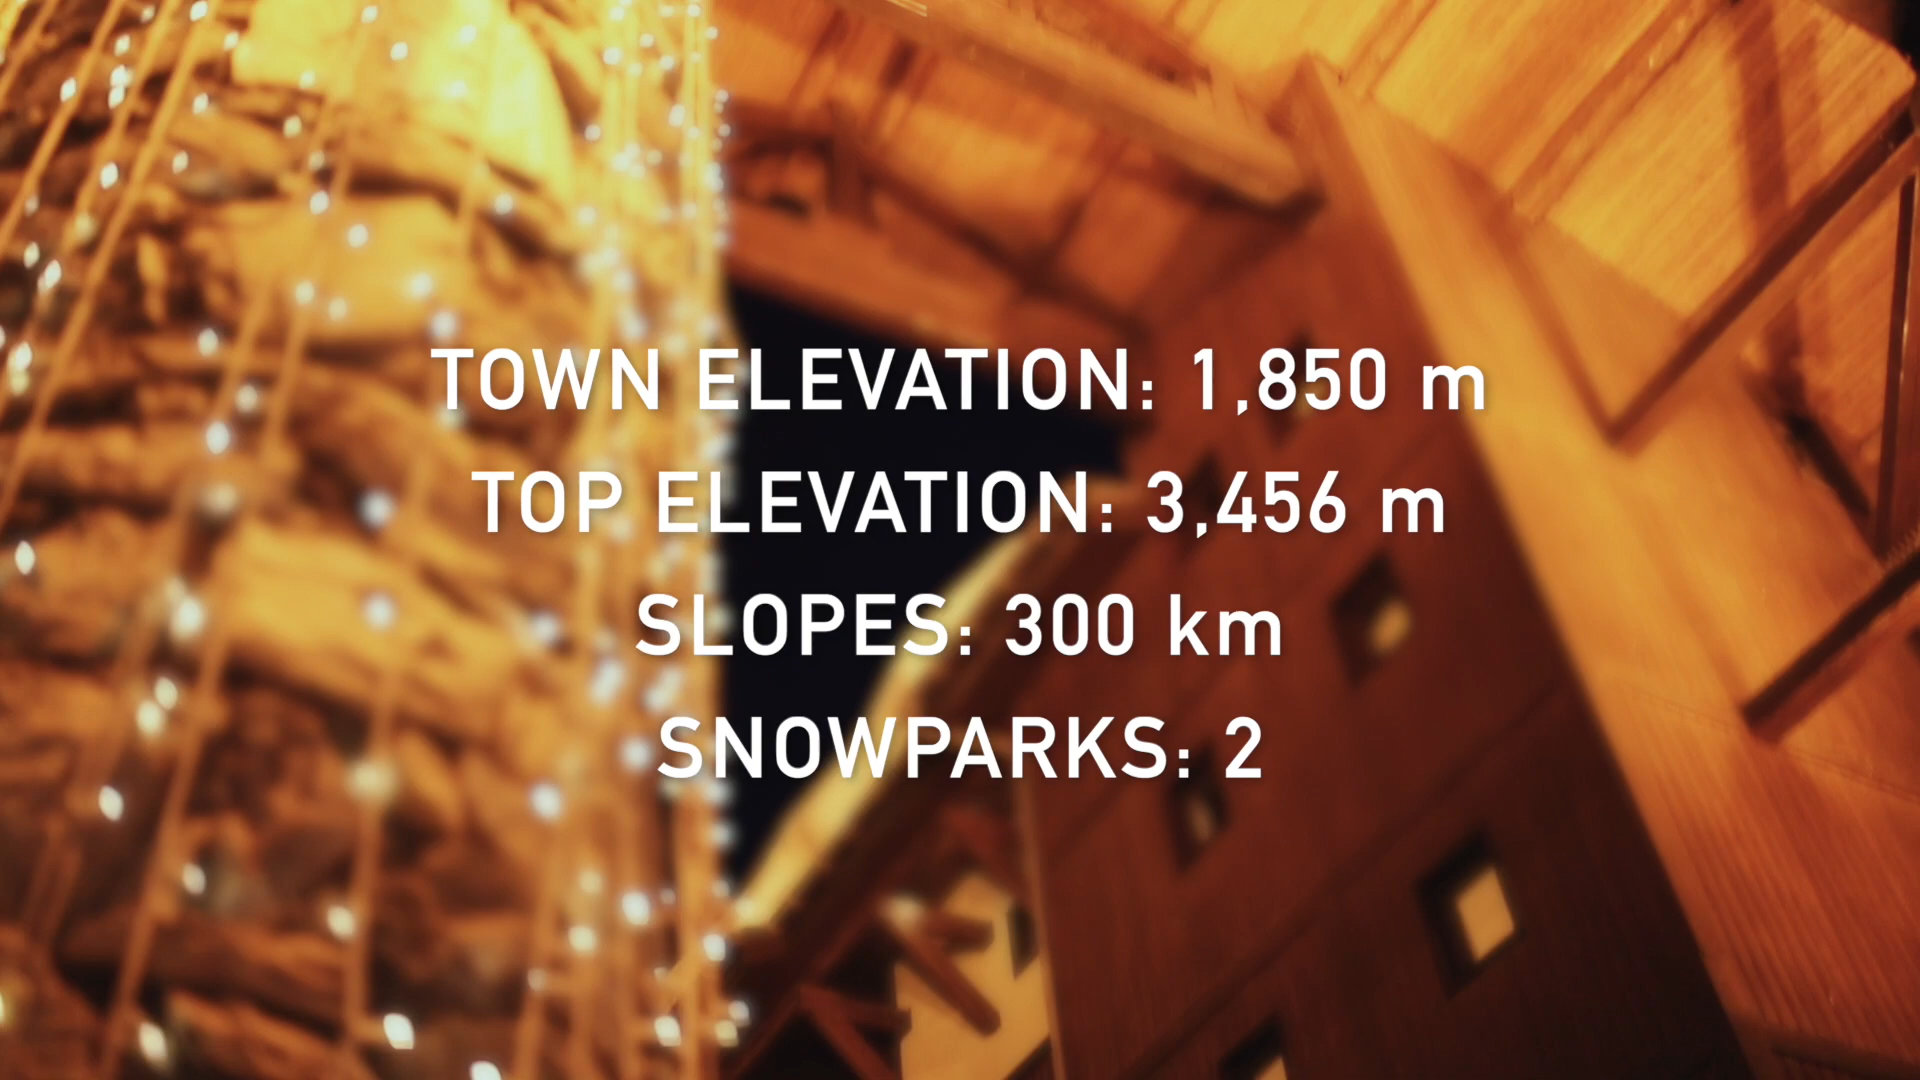 TOWN ELEVATION: 1,850 m
TOP ELEVATION: 3,456 m
SLOPES: 300 km
SNOWPARKS: 2